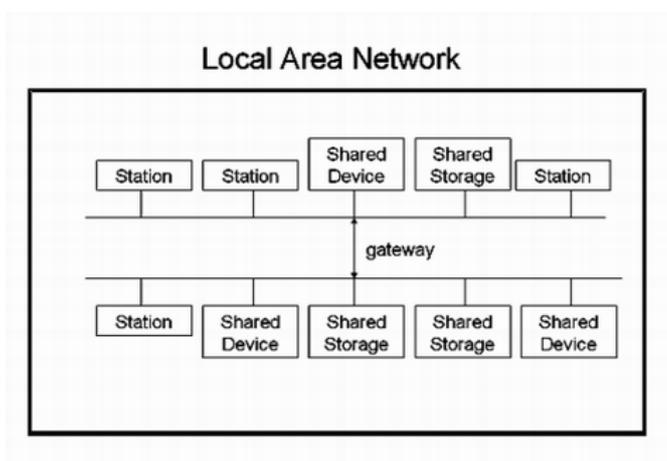 Local Area Network
Station
Station
Shared
Device
Shared
Storage
Station
gateway
Station
Shared
Device
Shared
Storage
Shared
Storage
Shared
Device